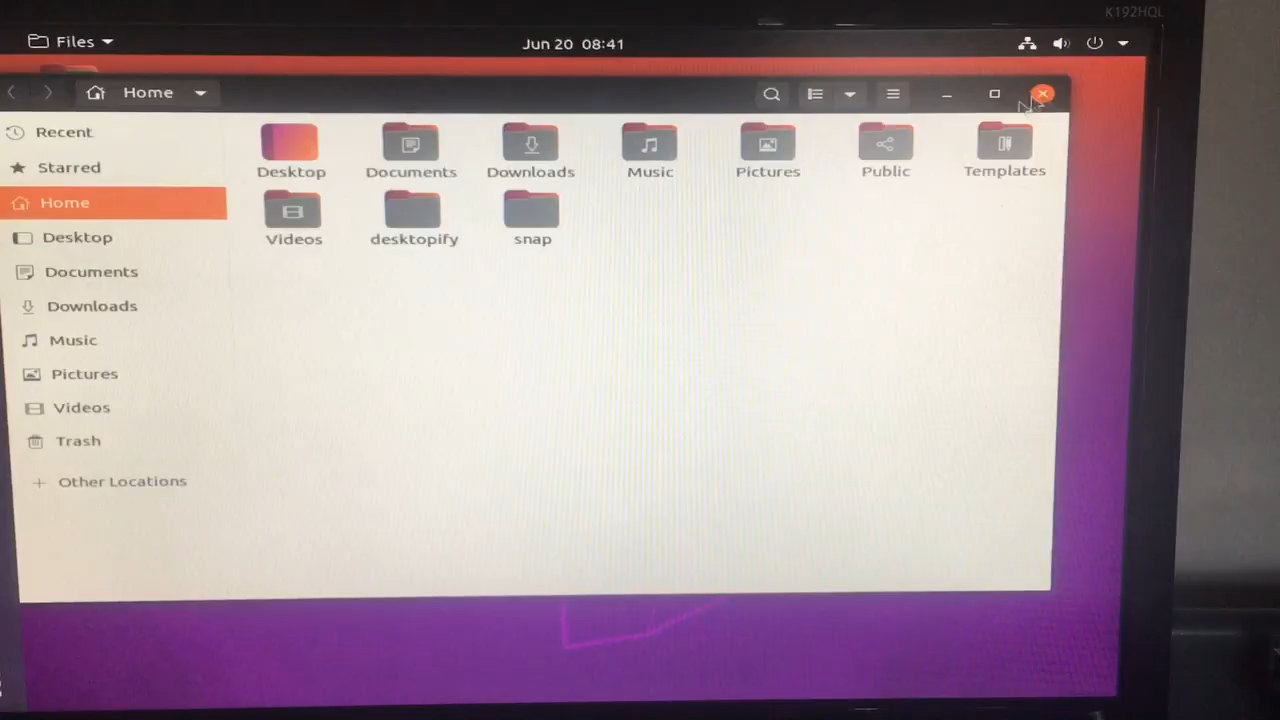 K192HQL
Files
Jun 20 08:41
Home
Recent
Starred
Home
Desktop
Documents
Downloads
Music
Pictures
Videos
Trash
Other Locations
Desktop Documents Downloads Music Pictures Public Templates
Videos desktopify snap